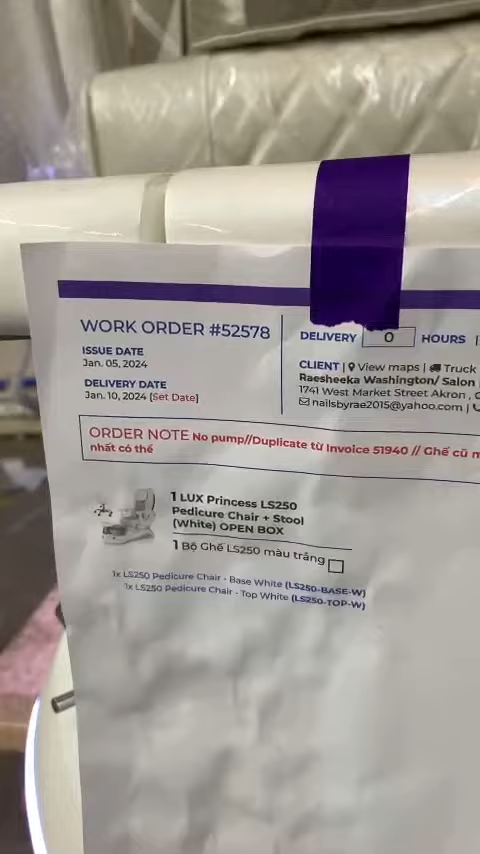 WORK ORDER #52578
ISSUE DATE
Jan. 05, 2024
DELIVERY DATE
Jan. 10, 2024 [Set Date]
DELIVERY 0 HOURS |
CLIENT | View maps | Truck
Raesheeka Washington/ Salon
1741 West Market Street Akron ,
nailsbyrae2015@yahoo.com |
ORDER NOTE No pump//Duplicate từ Invoice 51940 // Ghế cũ
nhất có thể
1 LUX Princess LS250
Pedicure Chair + Stool
(White) OPEN BOX
1 Bộ Ghế LS250 màu trắng
1x LS250 Pedicure Chair - Base White (LS250-BASE-W)
1x LS250 Pedicure Chair - Top White (LS250-TOP-W)